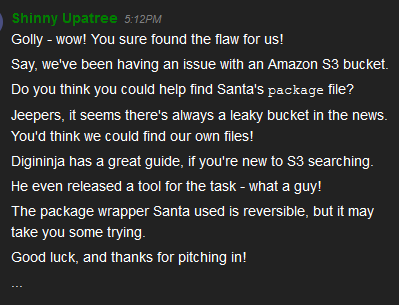 Shinny Upatree 5:12PM
Golly - wow! You sure found the flaw for us!
Say, we've been having an issue with an Amazon S3 bucket.
Do you think you could help find Santa's package file?
Jeepers, it seems there's always a leaky bucket in the news.
You'd think we could find our own files!
Digininja has a great guide, if you're new to S3 searching.
He even released a tool for the task - what a guy!
The package wrapper Santa used is reversible, but it may
take you some trying.
Good luck, and thanks for pitching in!
...